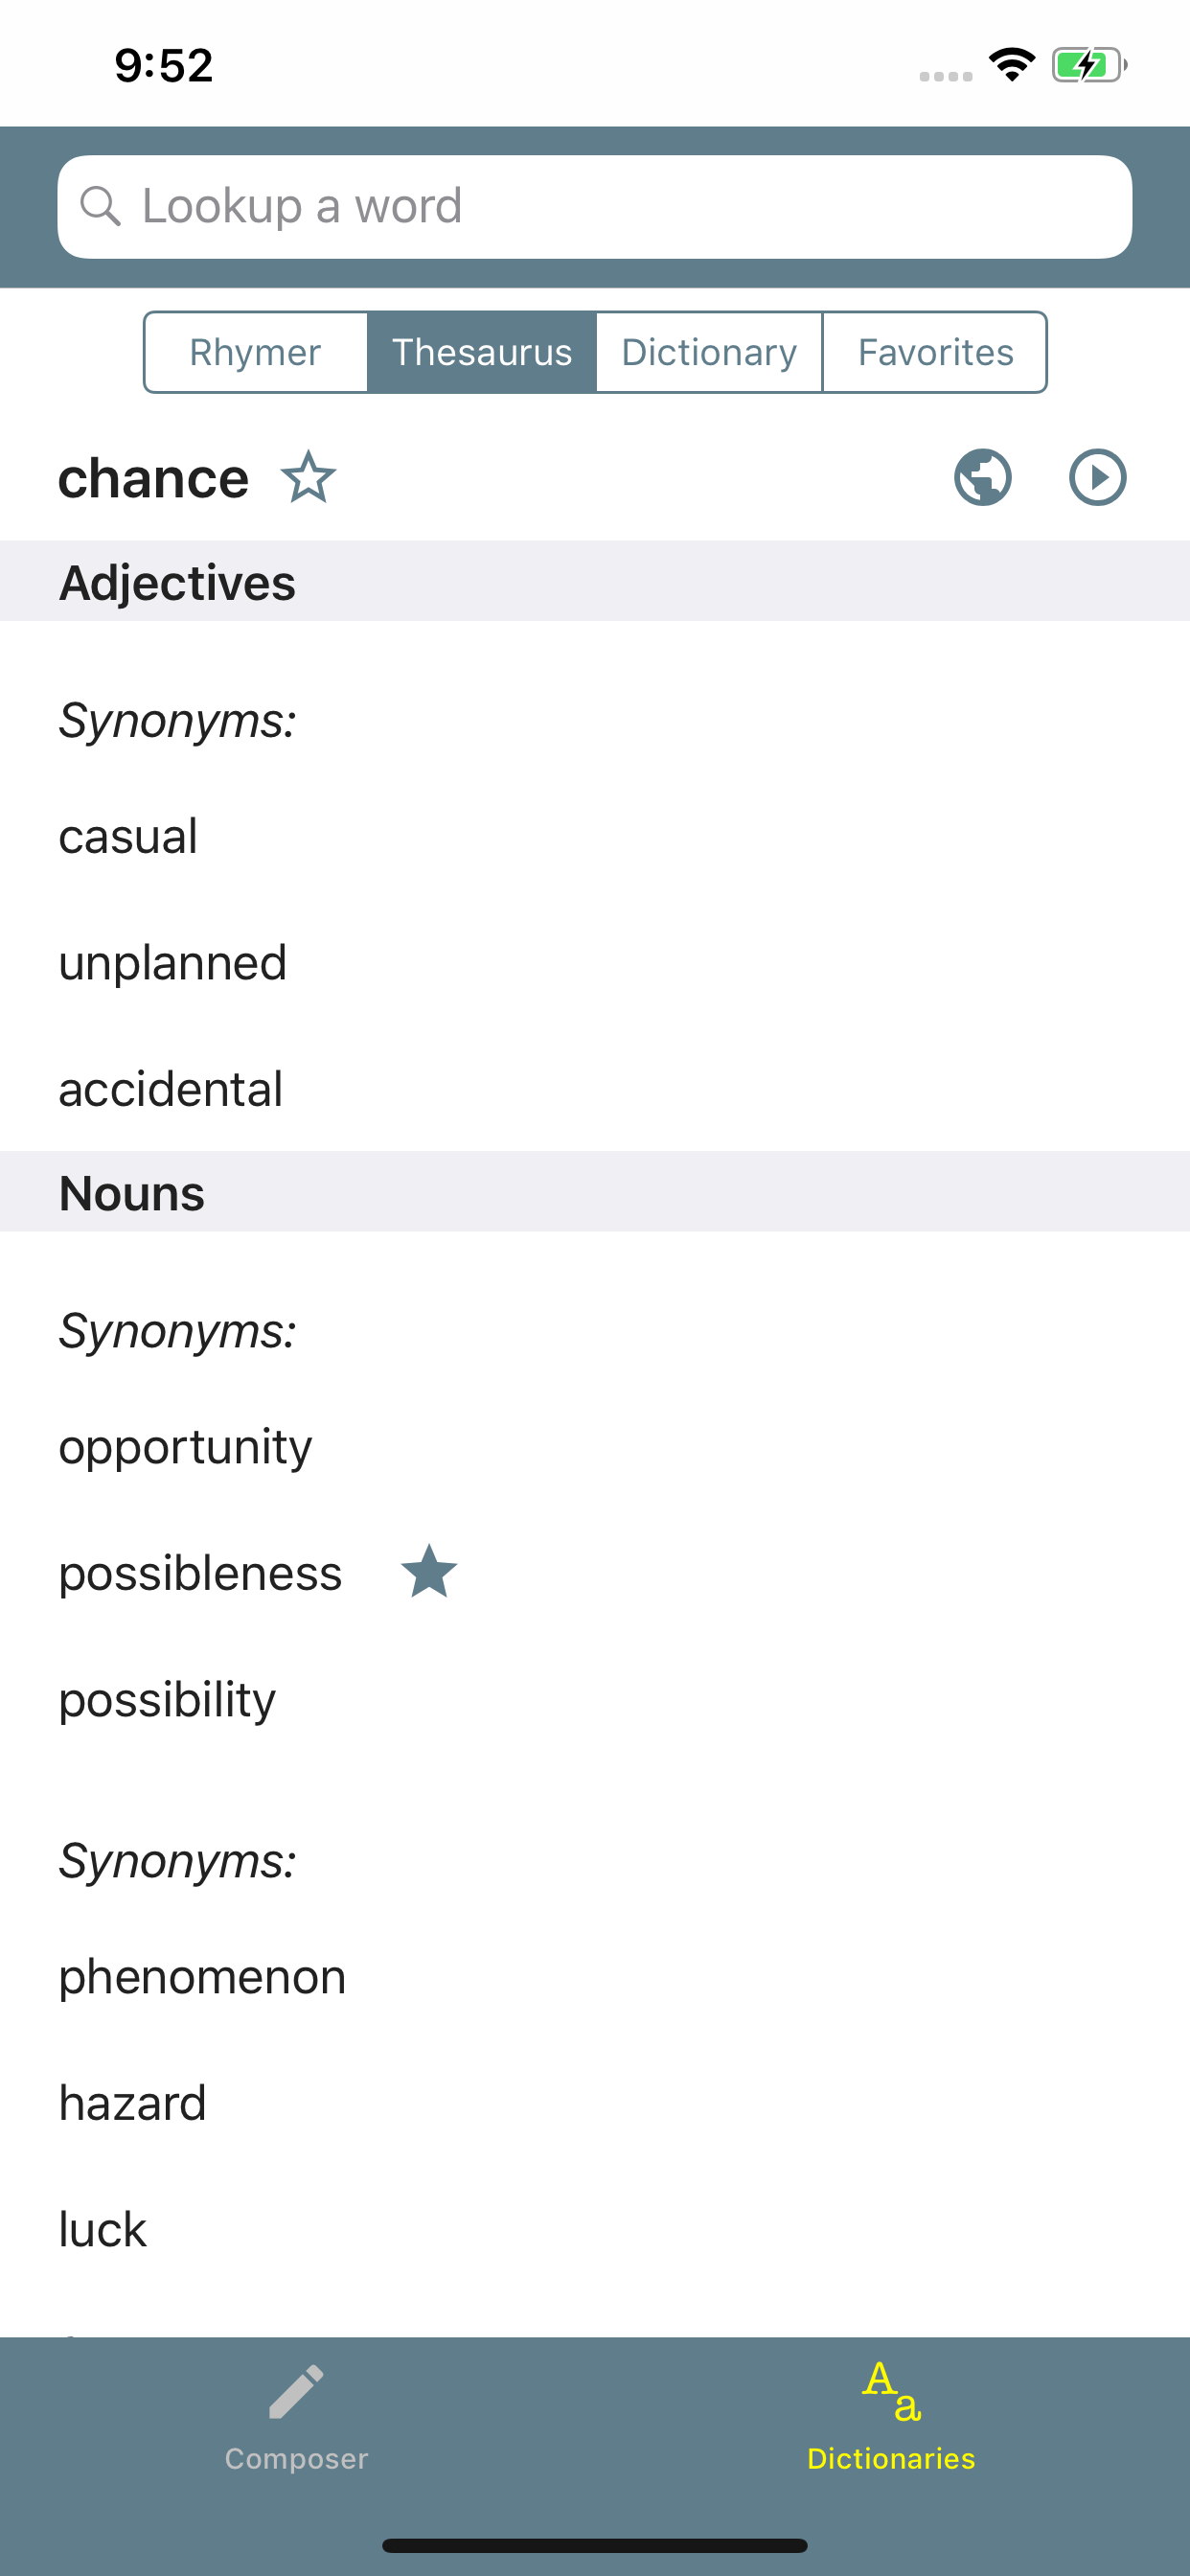 9:52
Lookup a word
Rhymer Thesaurus Dictionary Favorites
chance
Adjectives
Synonyms:
casual
unplanned
accidental
Nouns
Synonyms:
opportunity
possibleness
possibility
Synonyms:
phenomenon
hazard
luck
Aa
Composer Dictionaries